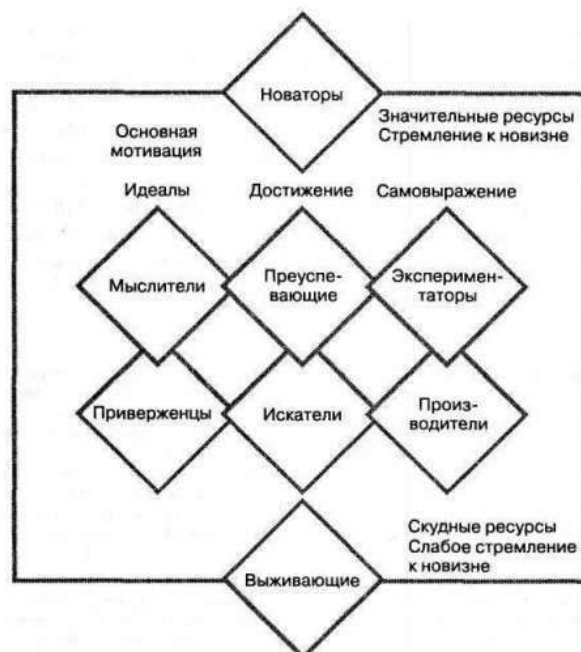 Новаторы
Значительные ресурсы
Стремление к новизне
Основная
мотивация
Идеалы
Достижение
Самовыражение
Мыслители
Преуспе-
вающие
Эксперимен-
таторы
Приверженцы
Искатели
Произ-
водители
Скудные ресурсы
Слабое стремление
к новизне
Выживающие